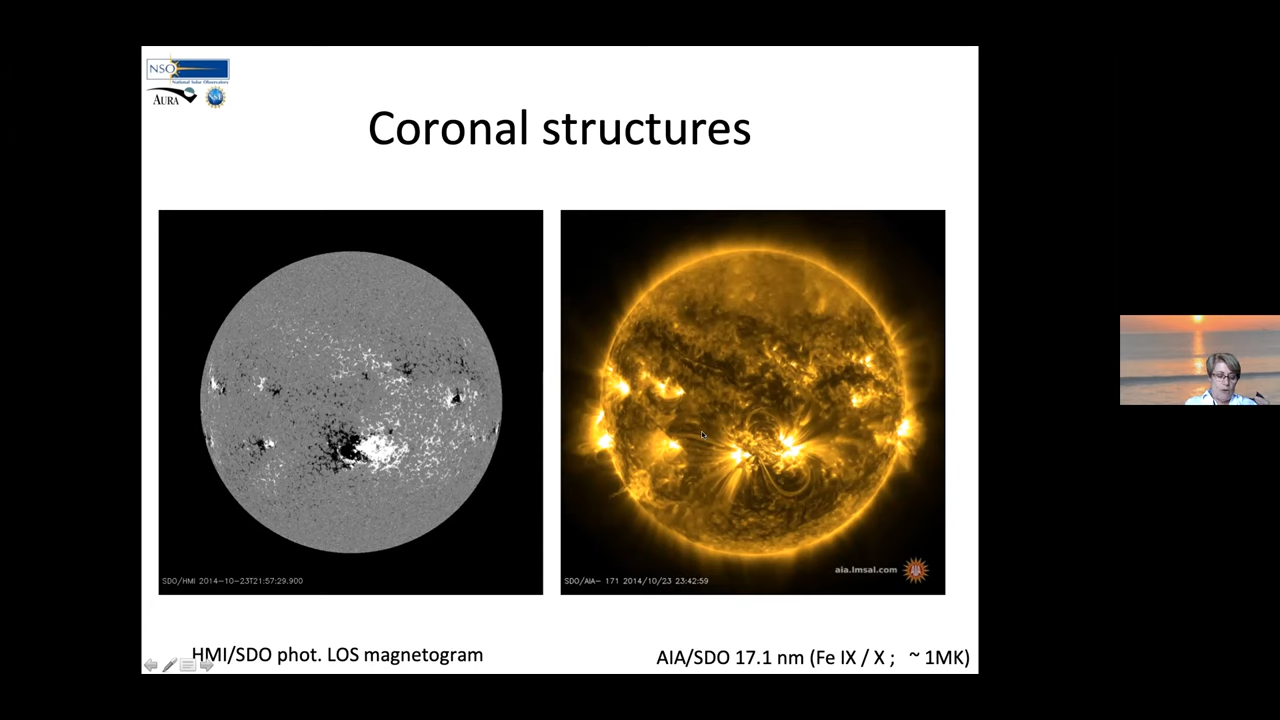 NSO
National Solar Observatory
AURA
NSF
Coronal structures
SDO/HMI 2014-10-23T21:57:29.900
SDO/AIA- 171 2014/10/23 23:42:59
aia.lmsal.com
HMI/SDO phot. LOS magnetogram
AIA/SDO 17.1 nm (Fe IX / X ; ~ 1MK)